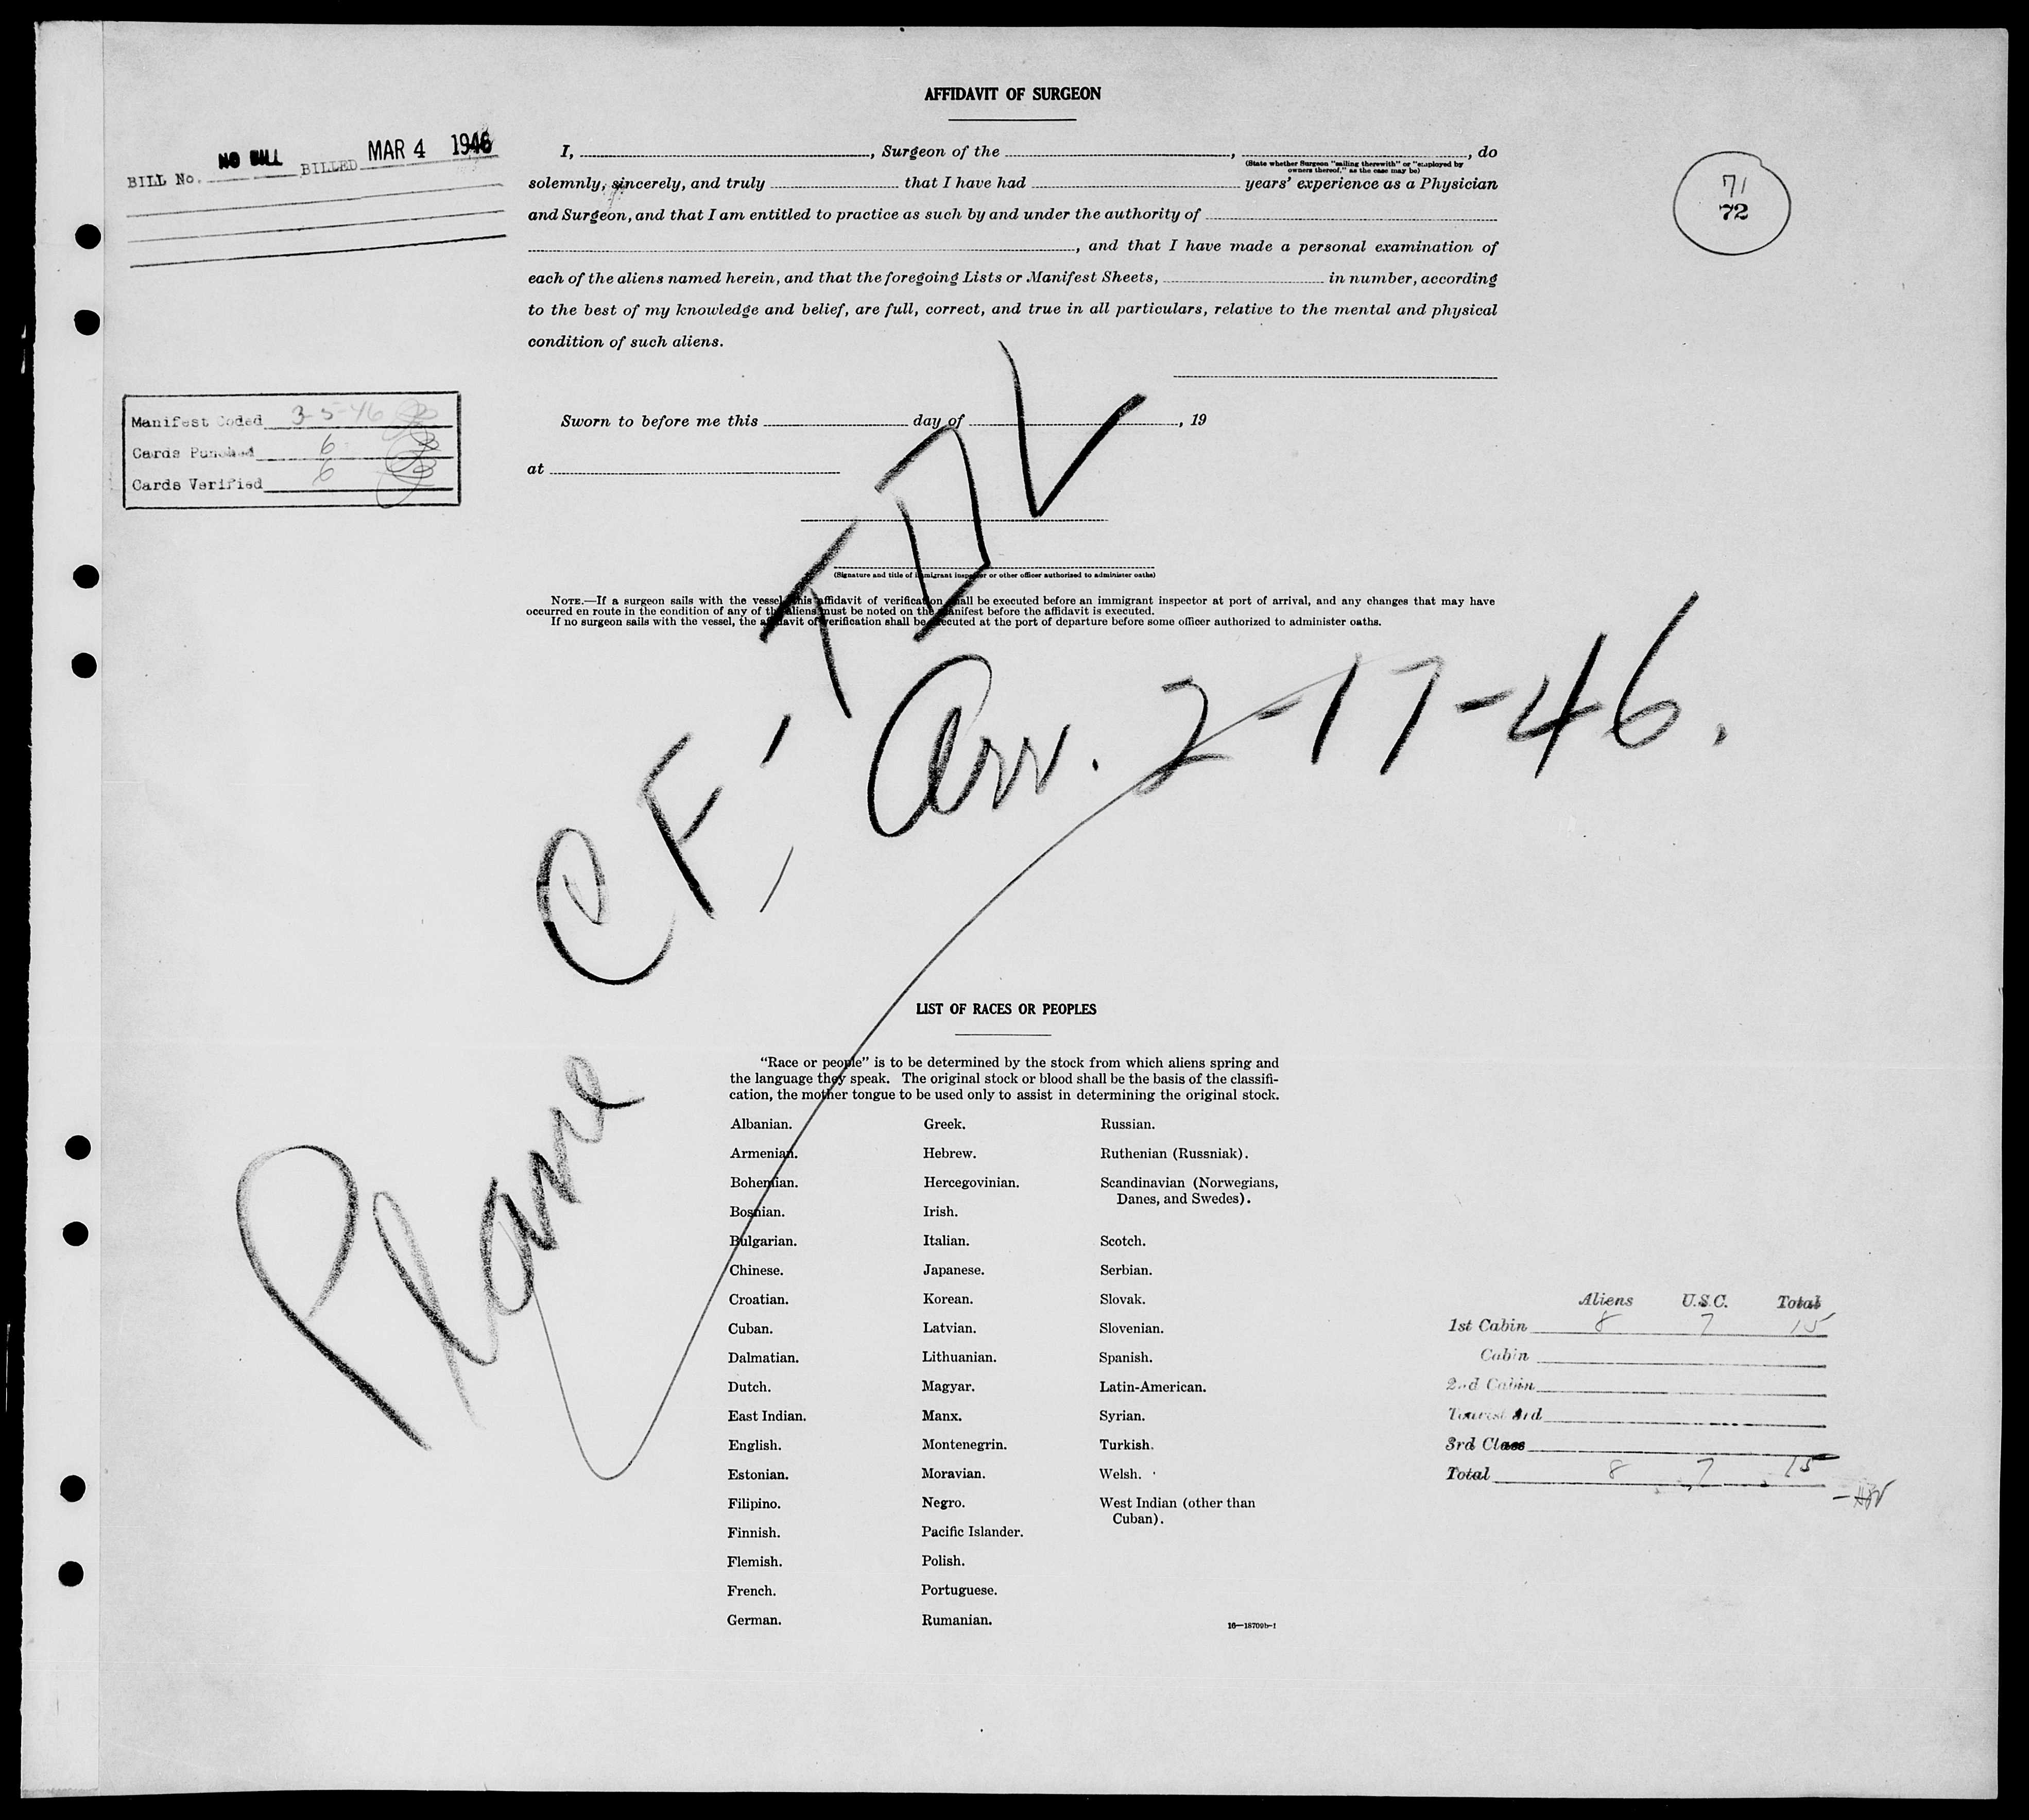 AFFIDAVIT OF SURGEON
BILL No. NO BILL BILLED MAR 4 1946
I, , Surgeon of the , , do
(State whether Surgeon "sailing therewith" or "employed by
owners thereof," as the case may be)
solemnly, sincerely, and truly that I have had years' experience as a Physician
and Surgeon, and that I am entitled to practice as such by and under the authority of
, and that I have made a personal examination of
each of the aliens named herein, and that the foregoing Lists or Manifest Sheets, in number, according
to the best of my knowledge and belief, are full, correct, and true in all particulars, relative to the mental and physical
condition of such aliens.
71
72
Manifest Coded 3-5-46
Cards Punched 6
Cards Verified 6
Sworn to before me this day of , 19
at
(Signature and title of immigrant inspector or other officer authorized to administer oaths)
NOTE.—If a surgeon sails with the vessel, this affidavit of verification shall be executed before an immigrant inspector at port of arrival, and any changes that may have
occurred en route in the condition of any of the aliens must be noted on the manifest before the affidavit is executed.
If no surgeon sails with the vessel, the affidavit of verification shall be executed at the port of departure before some officer authorized to administer oaths.
Plane CF-TDL
Arr. 2-17-46.
LIST OF RACES OR PEOPLES
"Race or people" is to be determined by the stock from which aliens spring and
the language they speak. The original stock or blood shall be the basis of the classifi-
cation, the mother tongue to be used only to assist in determining the original stock.
Albanian.
Armenian.
Bohemian.
Bosnian.
Bulgarian.
Chinese.
Croatian.
Cuban.
Dalmatian.
Dutch.
East Indian.
English.
Estonian.
Filipino.
Finnish.
Flemish.
French.
German.
Greek.
Hebrew.
Hercegovinian.
Irish.
Italian.
Japanese.
Korean.
Latvian.
Lithuanian.
Magyar.
Manx.
Montenegrin.
Moravian.
Negro.
Pacific Islander.
Polish.
Portuguese.
Rumanian.
Russian.
Ruthenian (Russniak).
Scandinavian (Norwegians,
Danes, and Swedes).
Scotch.
Serbian.
Slovak.
Slovenian.
Spanish.
Latin-American.
Syrian.
Turkish.
Welsh.
West Indian (other than
Cuban).
16—18709b-1
Aliens U.S.C. Total
1st Cabin 8 7 15
Cabin
2nd Cabin
Tourist 3rd
3rd Class
Total 8 7 15